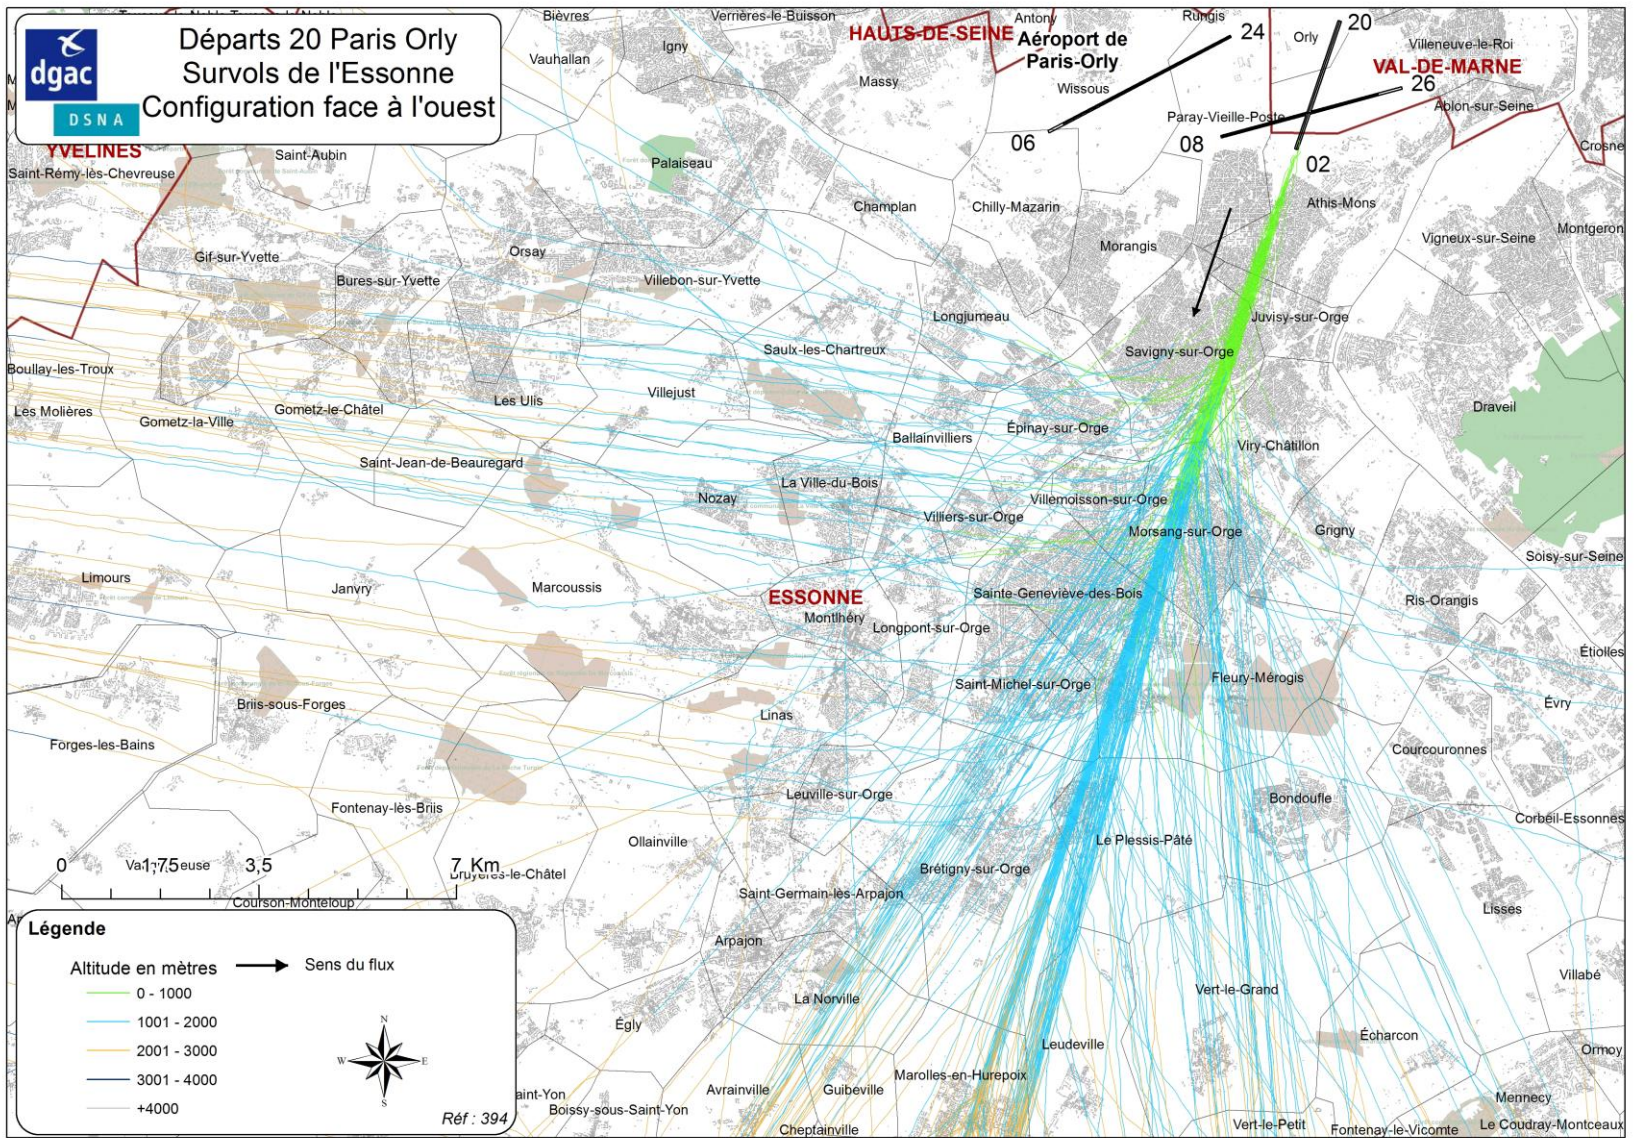 dgac
DSNA
Départs 20 Paris Orly
Survols de l'Essonne
Configuration face à l'ouest
Bièvres
Verrières-le-Buisson
Antony
Rungis
HAUTS-DE-SEINE
Aéroport de
Paris-Orly
24
Orly
20
Villeneuve-le-Roi
VAL-DE-MARNE
Igny
Vauhallan
Massy
Wissous
26
Ablon-sur-Seine
Paray-Vieille-Poste
06
08
02
Crosne
YVELINES
Saint-Aubin
Saint-Rémy-lès-Chevreuse
Palaiseau
Champlan
Chilly-Mazarin
Athis-Mons
Montgeron
Vigneux-sur-Seine
Morangis
Gif-sur-Yvette
Orsay
Bures-sur-Yvette
Villebon-sur-Yvette
Longjumeau
Juvisy-sur-Orge
Saulx-les-Chartreux
Savigny-sur-Orge
Boullay-les-Troux
Les Molières
Gometz-la-Ville
Gometz-le-Châtel
Les Ulis
Villejust
Draveil
Ballainvilliers
Épinay-sur-Orge
Viry-Châtillon
Saint-Jean-de-Beauregard
Nozay
La Ville-du-Bois
Villemoisson-sur-Orge
Villiers-sur-Orge
Morsang-sur-Orge
Grigny
Soisy-sur-Seine
Limours
Janvry
Marcoussis
ESSONNE
Montlhéry
Sainte-Geneviève-des-Bois
Ris-Orangis
Longpont-sur-Orge
Étiolles
Saint-Michel-sur-Orge
Fleury-Mérogis
Évry
Briis-sous-Forges
Linas
Forges-les-Bains
Courcouronnes
Fontenay-lès-Briis
Leuville-sur-Orge
Bondoufle
Corbeil-Essonnes
Ollainville
Le Plessis-Pâté
0 1,75 3,5 7 Km
Bruyères-le-Châtel
Brétigny-sur-Orge
Saint-Germain-lès-Arpajon
Courson-Monteloup
Lisses
Arpajon
Villabé
La Norville
Vert-le-Grand
Égly
Écharcon
Leudeville
Ormoy
Marolles-en-Hurepoix
Avrainville
Guibeville
Mennecy
aint-Yon
Boissy-sous-Saint-Yon
Cheptainville
Vert-le-Petit
Fontenay-le-Vicomte
Le Coudray-Montceaux
Légende
Altitude en mètres
Sens du flux
0 - 1000
1001 - 2000
2001 - 3000
3001 - 4000
+4000
N
W
E
S
Réf : 394